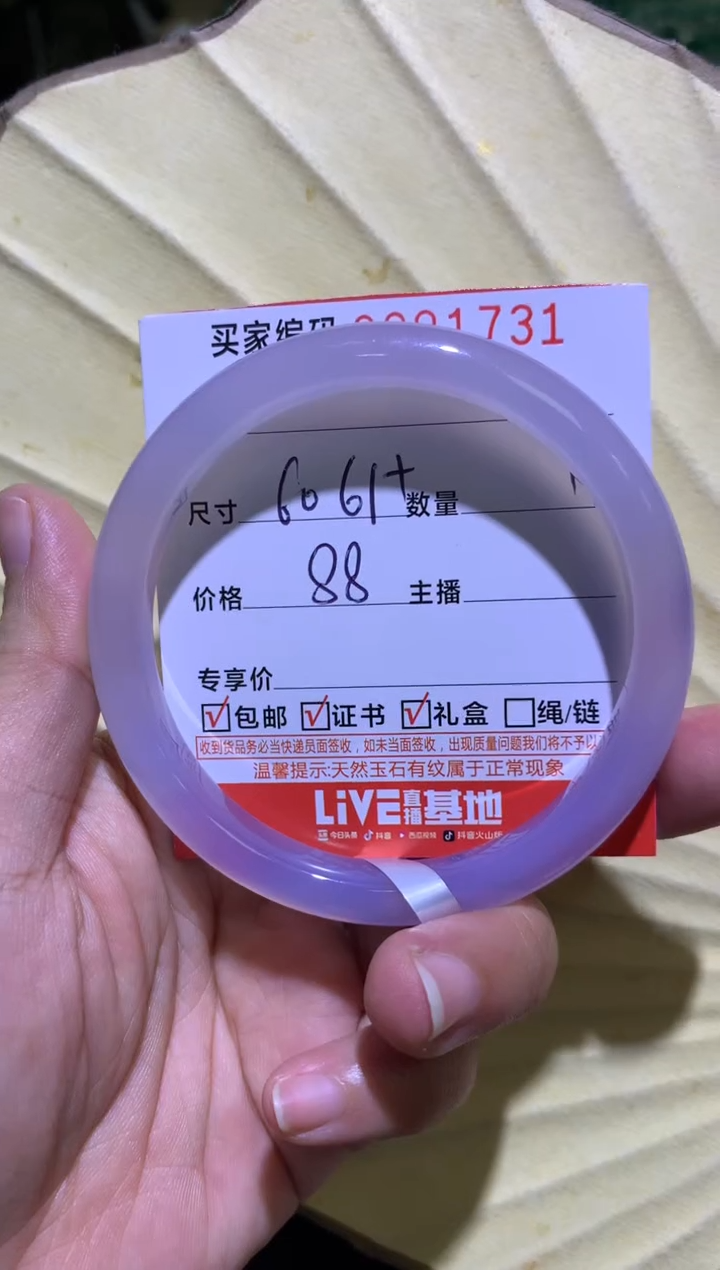 买家编码 1731
尺寸 60 61+ 数量
价格 88 主播
专享价
☑包邮 ☑证书 ☑礼盒 ☐绳/链
收到货品务必当快递员面签收，如未当面签收，出现质量问题我们将不予以
温馨提示:天然玉石有纹属于正常现象
LiVE直播基地
今日头条 抖音 西瓜视频 抖音火山版